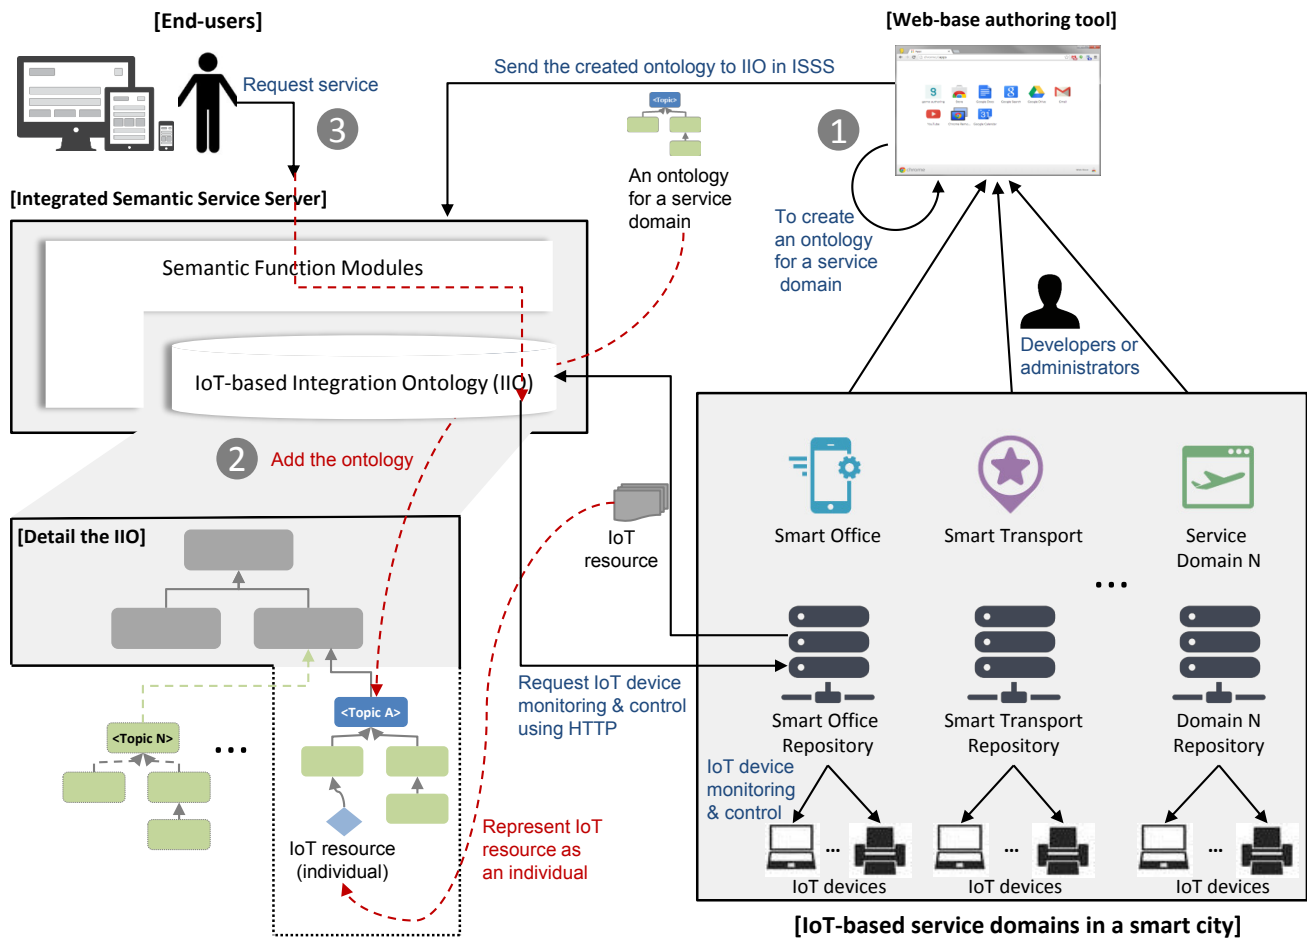 [End-users]
[Web-base authoring tool]
Request service
3
Send the created ontology to IIO in ISSS
<Topic>
1
An ontology
for a service
domain
To create
an ontology
for a service
domain
[Integrated Semantic Service Server]
Semantic Function Modules
IoT-based Integration Ontology (IIO)
Developers or
administrators
2
Add the ontology
[Detail the IIO]
IoT
resource
Smart Office
Smart Transport
Service
Domain N
...
Request IoT device
monitoring & control
using HTTP
Smart Office
Repository
Smart Transport
Repository
Domain N
Repository
<Topic A>
<Topic N>
...
IoT device
monitoring
& control
IoT resource
(individual)
Represent IoT
resource as
an individual
...
...
...
IoT devices
IoT devices
IoT devices
[IoT-based service domains in a smart city]